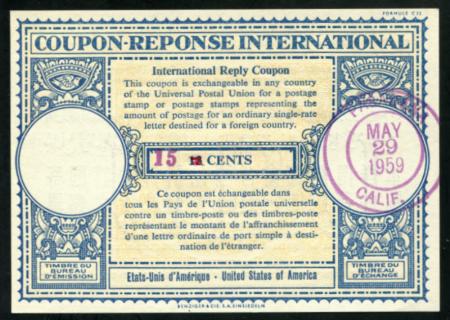 FORMULE C 22
COUPON-REPONSE INTERNATIONAL
International Reply Coupon
This coupon is exchangeable in any country
of the Universal Postal Union for a postage
stamp or postage stamps representing the
amount of postage for an ordinary single-rate
letter destined for a foreign country.
15 CENTS
Ce coupon est échangeable dans
tous les Pays de l'Union postale universelle
contre un timbre-poste ou des timbres-poste
représentant le montant de l'affranchissement
d'une lettre ordinaire de port simple à desti-
nation de l'étranger.
MAY
29
1959
CALIF.
TIMBRE DU
BUREAU
D'ÉMISSION
Etats-Unis d'Amérique - United States of America
TIMBRE DU
BUREAU
D'ÉCHANGE
BENZIGER & CIE. S.A. EINSIEDELN